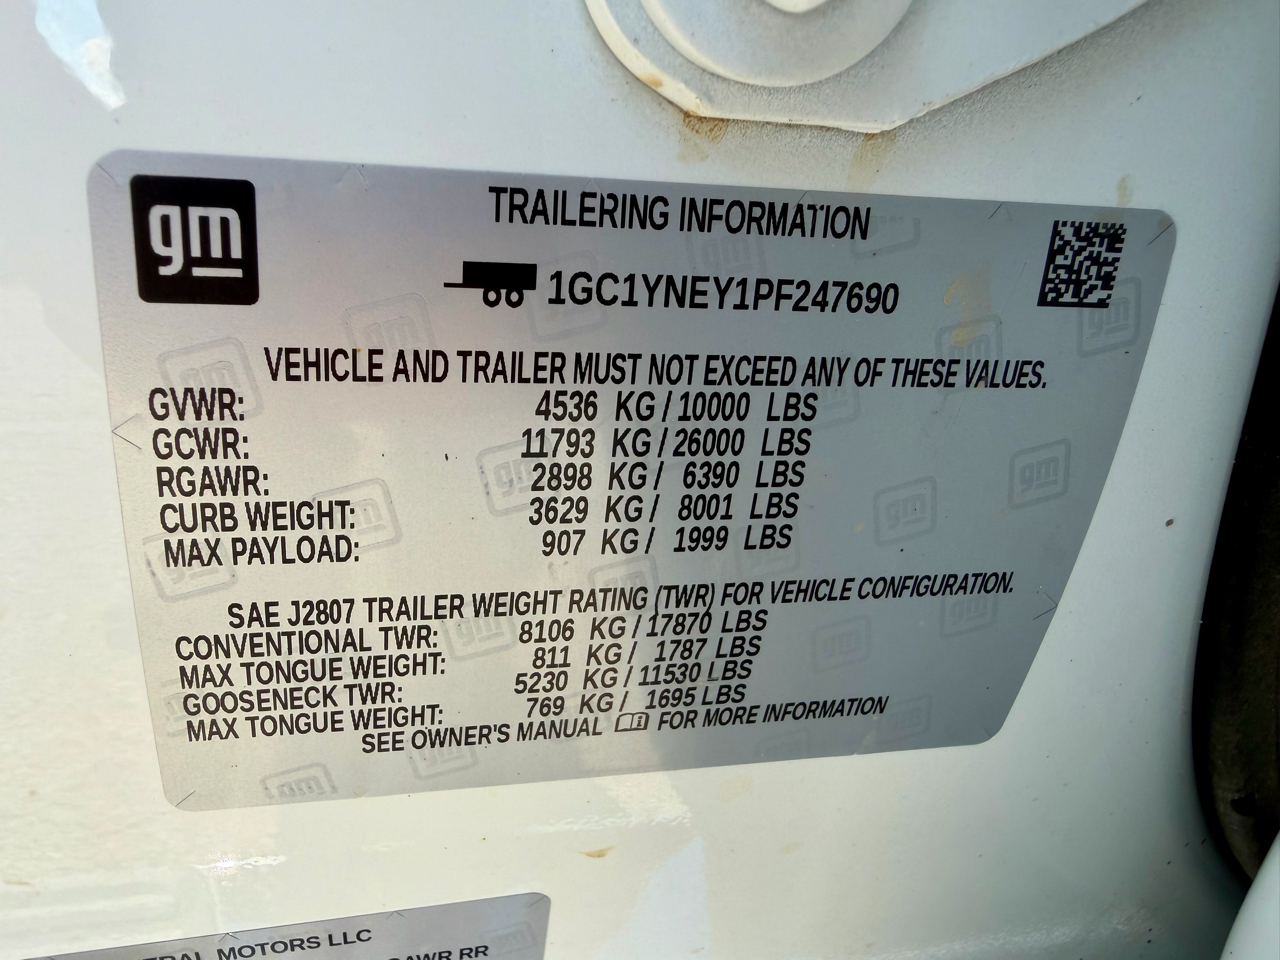 gm
TRAILERING INFORMATION
1GC1YNEY1PF247690
VEHICLE AND TRAILER MUST NOT EXCEED ANY OF THESE VALUES.
GVWR: 4536 KG / 10000 LBS
GCWR: 11793 KG / 26000 LBS
RGAWR: 2898 KG / 6390 LBS
CURB WEIGHT: 3629 KG / 8001 LBS
MAX PAYLOAD: 907 KG / 1999 LBS
SAE J2807 TRAILER WEIGHT RATING (TWR) FOR VEHICLE CONFIGURATION.
CONVENTIONAL TWR: 8106 KG / 17870 LBS
MAX TONGUE WEIGHT: 811 KG / 1787 LBS
GOOSENECK TWR: 5230 KG / 11530 LBS
MAX TONGUE WEIGHT: 769 KG / 1695 LBS
SEE OWNER'S MANUAL FOR MORE INFORMATION
MOTORS LLC
RR